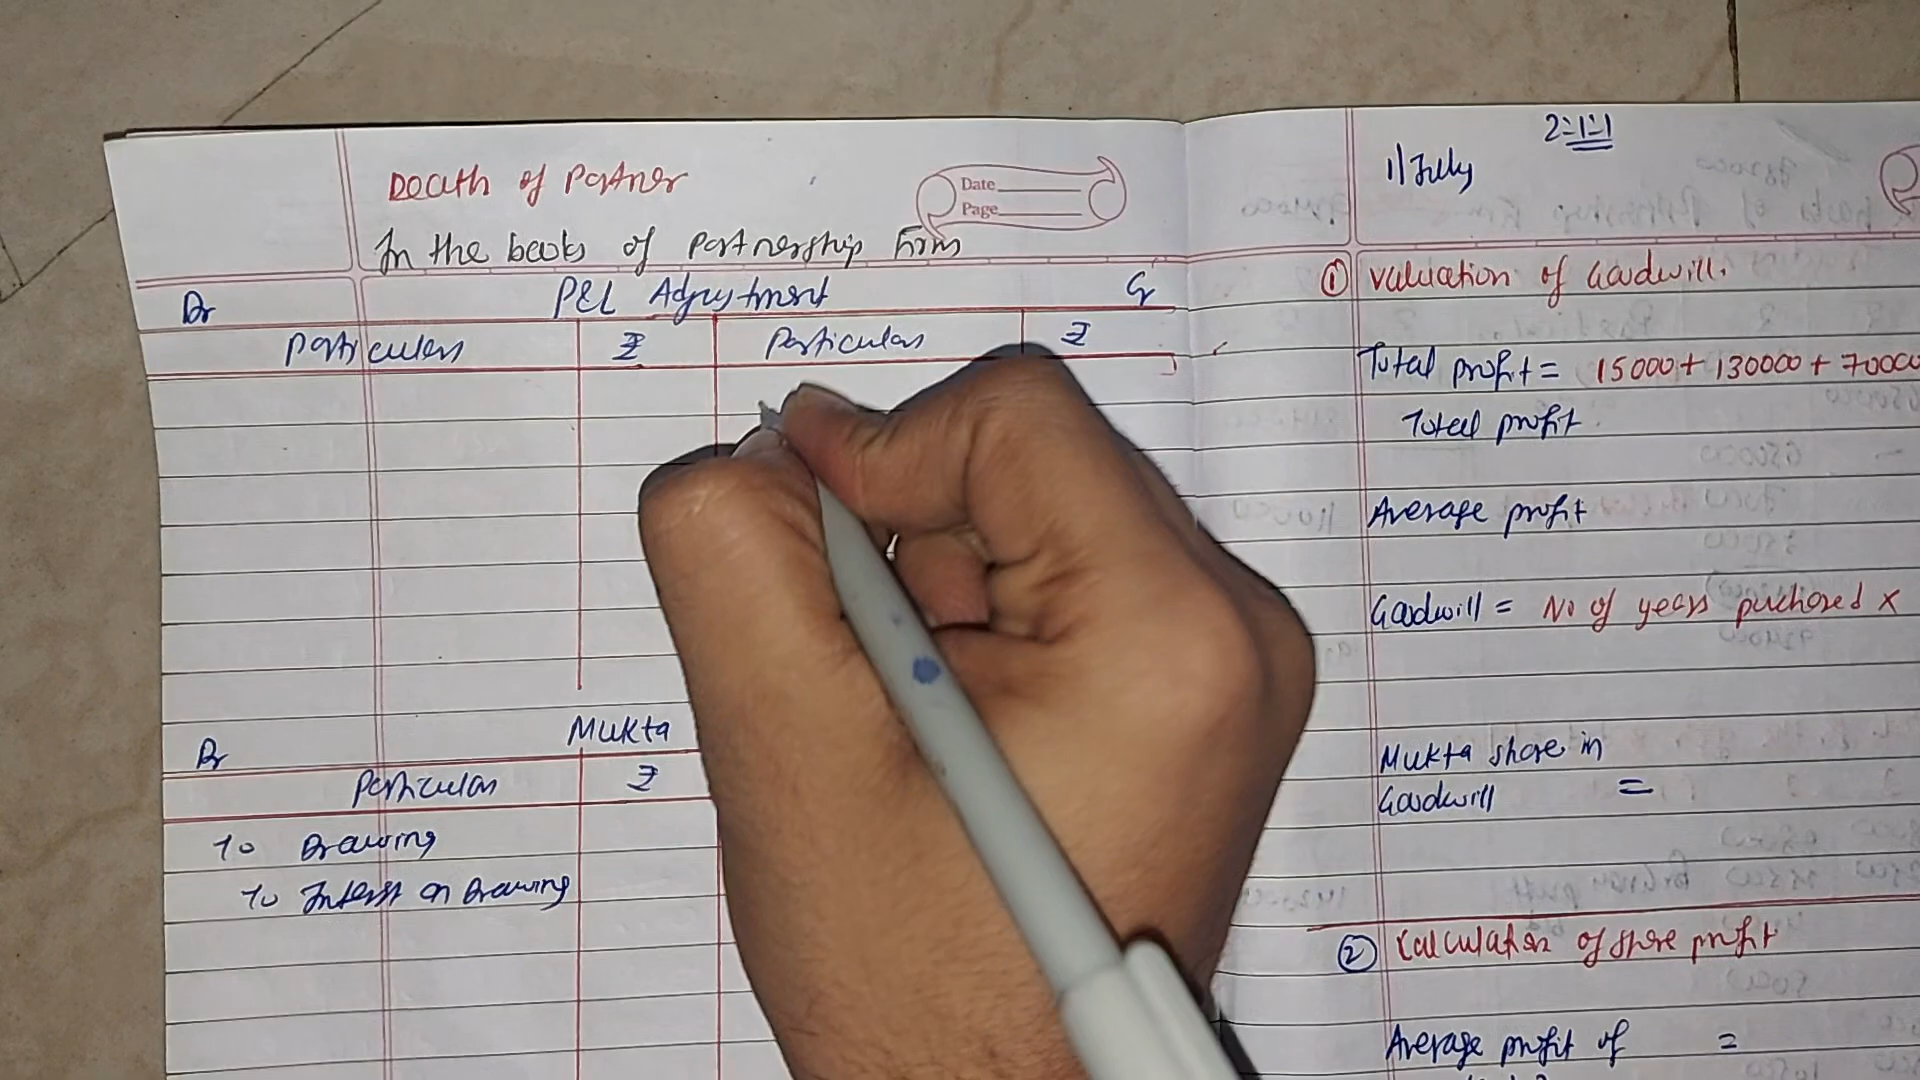 Death of Partner
Date
Page
In the books of Partnership Firm
Dr P&L Adjustment Cr
Particulars ₹ Particulars ₹
Dr Mukta
Particulars ₹
To Drawing
To Interst on Drawing
2:1:1
1/July
① Valuation of Goodwill.
Total profit = 15000 + 130000 + 70000
Total profit
Average profit
Goodwill = No of years puchased ×
Mukta share in
Goodwill =
② Calculation of share profit
Average profit of =